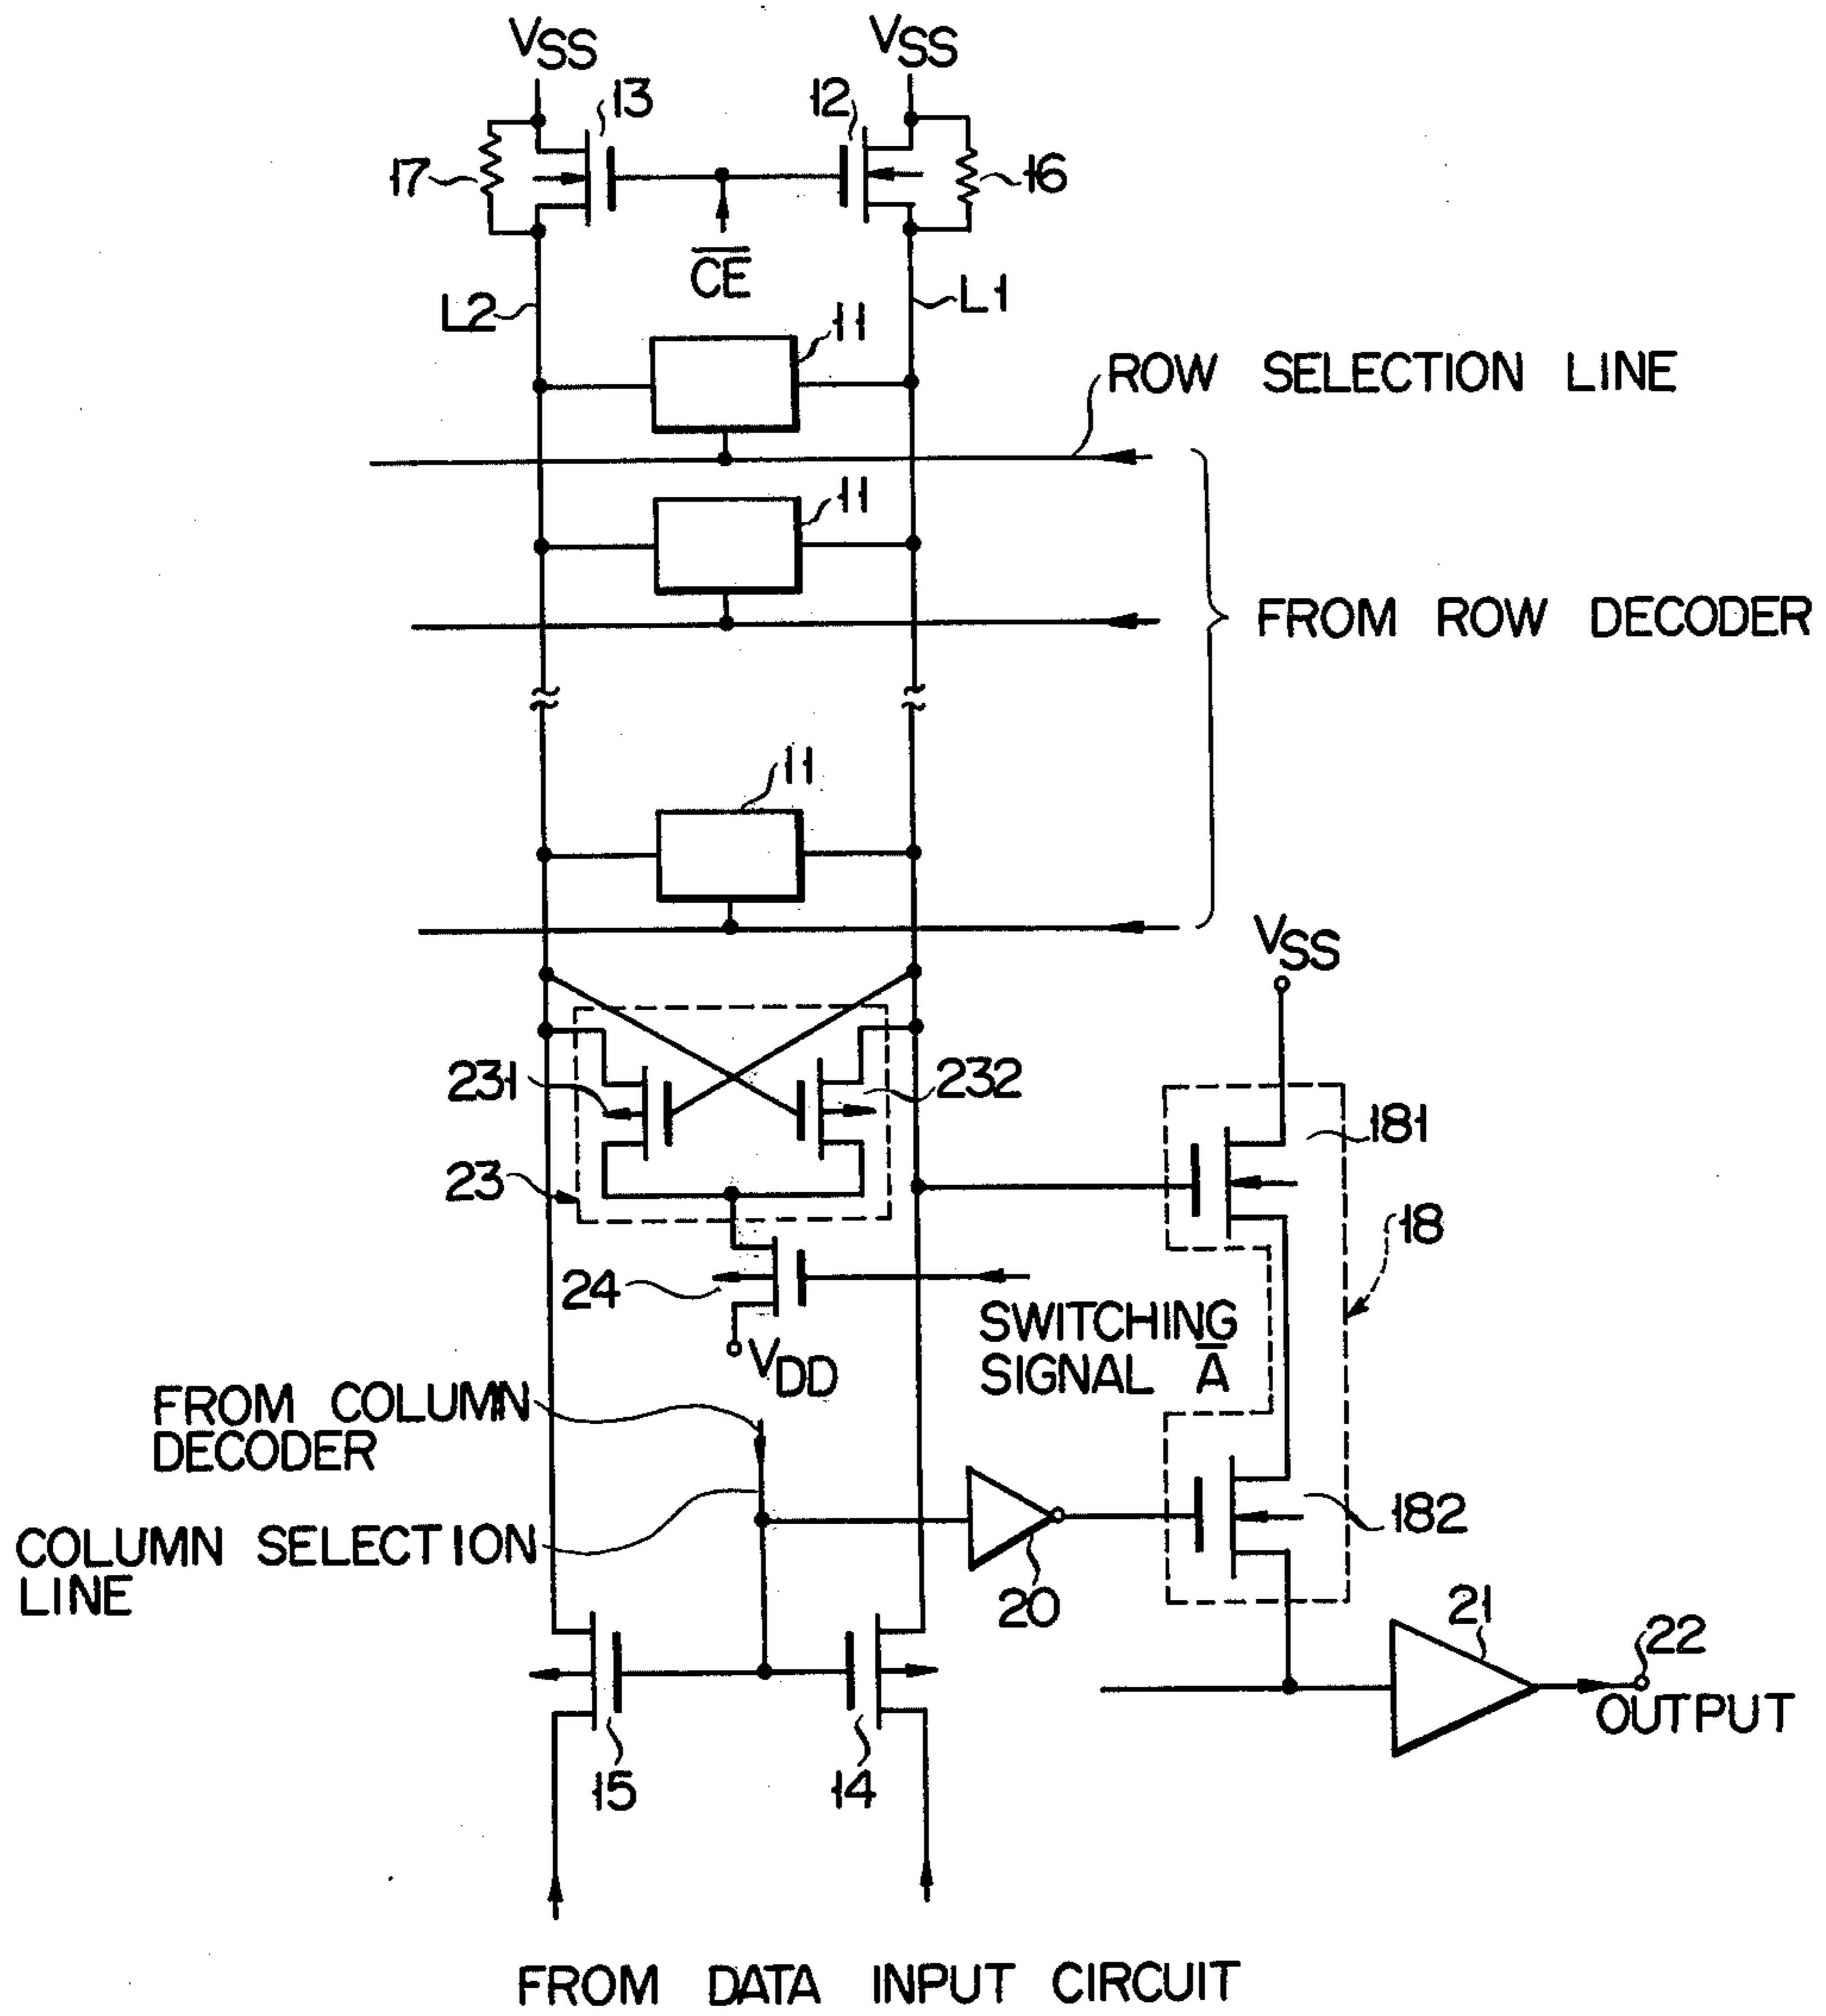 VSS
VSS
13
12
17
16
CE
L2
L1
11
ROW SELECTION LINE
11
FROM ROW DECODER
11
VSS
231
232
181
23
18
24
SWITCHING
SIGNAL A
VDD
FROM COLUMN
DECODER
182
COLUMN SELECTION
LINE
20
21
22
OUTPUT
15
14
FROM DATA INPUT CIRCUIT